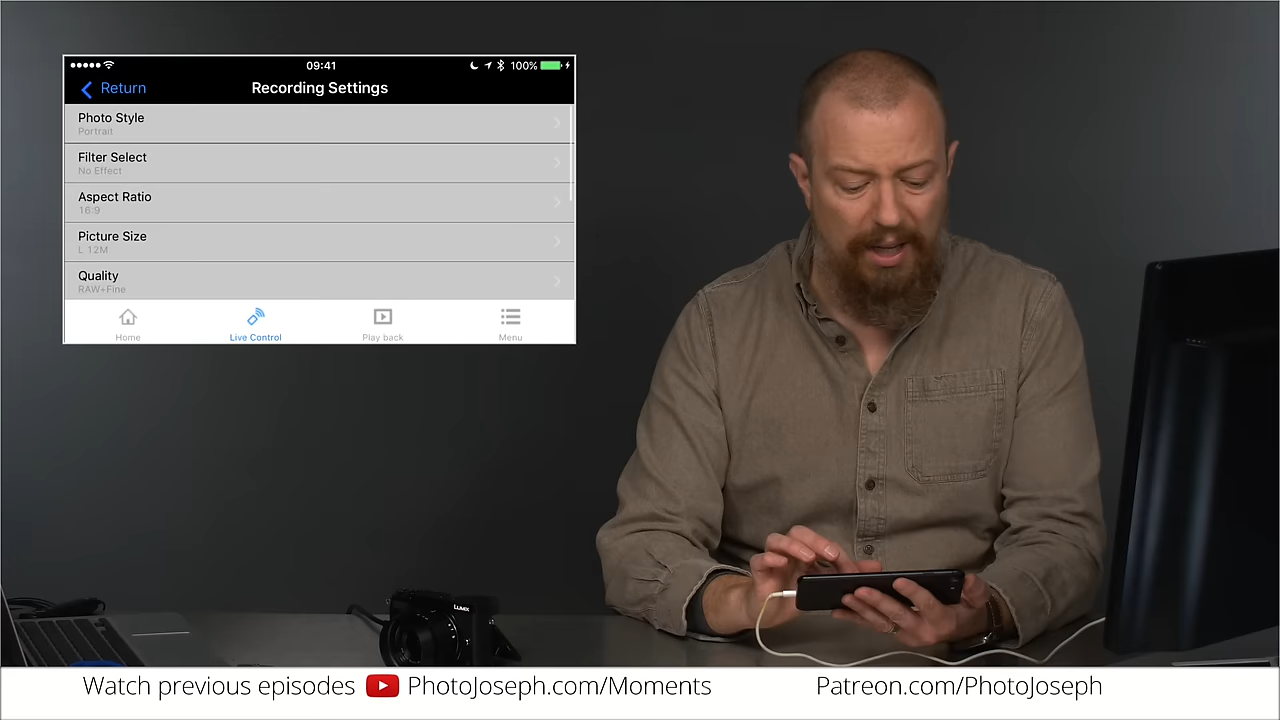 09:41
100%
Return
Recording Settings
Photo Style
Portrait
Filter Select
No Effect
Aspect Ratio
16:9
Picture Size
L 12M
Quality
RAW+Fine
Home
Live Control
Play back
Menu
LUMIX
Watch previous episodes PhotoJoseph.com/Moments
Patreon.com/PhotoJoseph